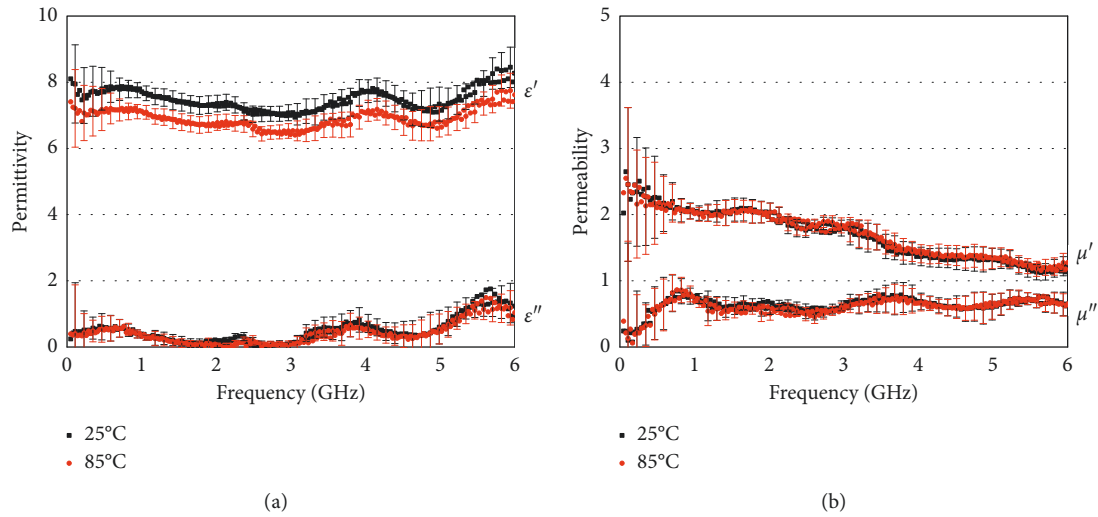 (a)
10
8
6
4
2
0
Permittivity
ε′
ε″
0 1 2 3 4 5 6
Frequency (GHz)
25°C
85°C
(a)
(b)
5
4
3
2
1
0
Permeability
μ′
μ″
0 1 2 3 4 5 6
Frequency (GHz)
25°C
85°C
(b)